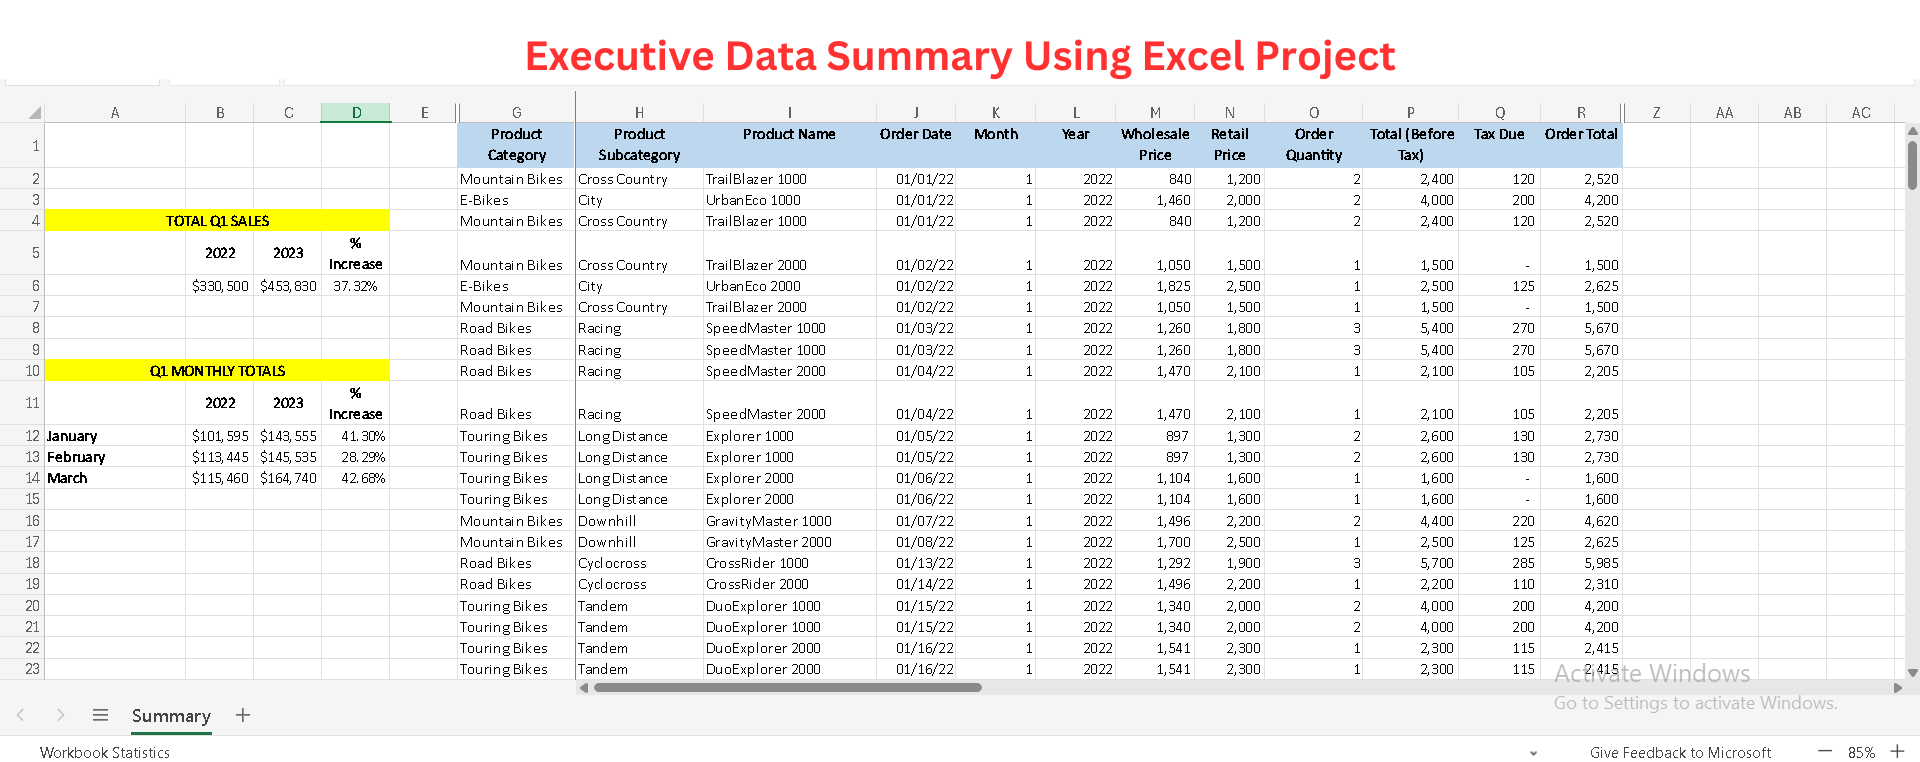 Executive Data Summary Using Excel Project
A B C D E G H I J K L M N O P Q R Z AA AB AC
1 Product Category Product Subcategory Product Name Order Date Month Year Wholesale Price Retail Price Order Quantity Total (Before Tax) Tax Due Order Total
2 Mountain Bikes Cross Country TrailBlazer 1000 01/01/22 1 2022 840 1,200 2 2,400 120 2,520
3 E-Bikes City UrbanEco 1000 01/01/22 1 2022 1,460 2,000 2 4,000 200 4,200
4 TOTAL Q1 SALES Mountain Bikes Cross Country TrailBlazer 1000 01/01/22 1 2022 840 1,200 2 2,400 120 2,520
5 2022 2023 % Increase Mountain Bikes Cross Country TrailBlazer 2000 01/02/22 1 2022 1,050 1,500 1 1,500 - 1,500
6 $330,500 $453,830 37.32% E-Bikes City UrbanEco 2000 01/02/22 1 2022 1,825 2,500 1 2,500 125 2,625
7 Mountain Bikes Cross Country TrailBlazer 2000 01/02/22 1 2022 1,050 1,500 1 1,500 - 1,500
8 Road Bikes Racing SpeedMaster 1000 01/03/22 1 2022 1,260 1,800 3 5,400 270 5,670
9 Road Bikes Racing SpeedMaster 1000 01/03/22 1 2022 1,260 1,800 3 5,400 270 5,670
10 Q1 MONTHLY TOTALS Road Bikes Racing SpeedMaster 2000 01/04/22 1 2022 1,470 2,100 1 2,100 105 2,205
11 2022 2023 % Increase Road Bikes Racing SpeedMaster 2000 01/04/22 1 2022 1,470 2,100 1 2,100 105 2,205
12 January $101,595 $143,555 41.30% Touring Bikes Long Distance Explorer 1000 01/05/22 1 2022 897 1,300 2 2,600 130 2,730
13 February $113,445 $145,535 28.29% Touring Bikes Long Distance Explorer 1000 01/05/22 1 2022 897 1,300 2 2,600 130 2,730
14 March $115,460 $164,740 42.68% Touring Bikes Long Distance Explorer 2000 01/06/22 1 2022 1,104 1,600 1 1,600 - 1,600
15 Touring Bikes Long Distance Explorer 2000 01/06/22 1 2022 1,104 1,600 1 1,600 - 1,600
16 Mountain Bikes Downhill GravityMaster 1000 01/07/22 1 2022 1,496 2,200 2 4,400 220 4,620
17 Mountain Bikes Downhill GravityMaster 2000 01/08/22 1 2022 1,700 2,500 1 2,500 125 2,625
18 Road Bikes Cyclocross CrossRider 1000 01/13/22 1 2022 1,292 1,900 3 5,700 285 5,985
19 Road Bikes Cyclocross CrossRider 2000 01/14/22 1 2022 1,496 2,200 1 2,200 110 2,310
20 Touring Bikes Tandem DuoExplorer 1000 01/15/22 1 2022 1,340 2,000 2 4,000 200 4,200
21 Touring Bikes Tandem DuoExplorer 1000 01/15/22 1 2022 1,340 2,000 2 4,000 200 4,200
22 Touring Bikes Tandem DuoExplorer 2000 01/16/22 1 2022 1,541 2,300 1 2,300 115 2,415
23 Touring Bikes Tandem DuoExplorer 2000 01/16/22 1 2022 1,541 2,300 1 2,300 115 2,415
Activate Windows
Go to Settings to activate Windows.
Summary
Workbook Statistics Give Feedback to Microsoft 85%